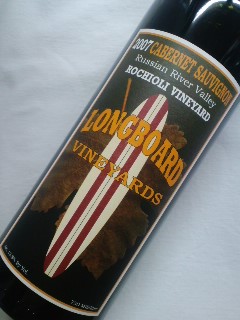 2007 CABERNET SAUVIGNON
Russian River Valley
ROCHIOLI VINEYARD
LONGBOARD
VINEYARDS